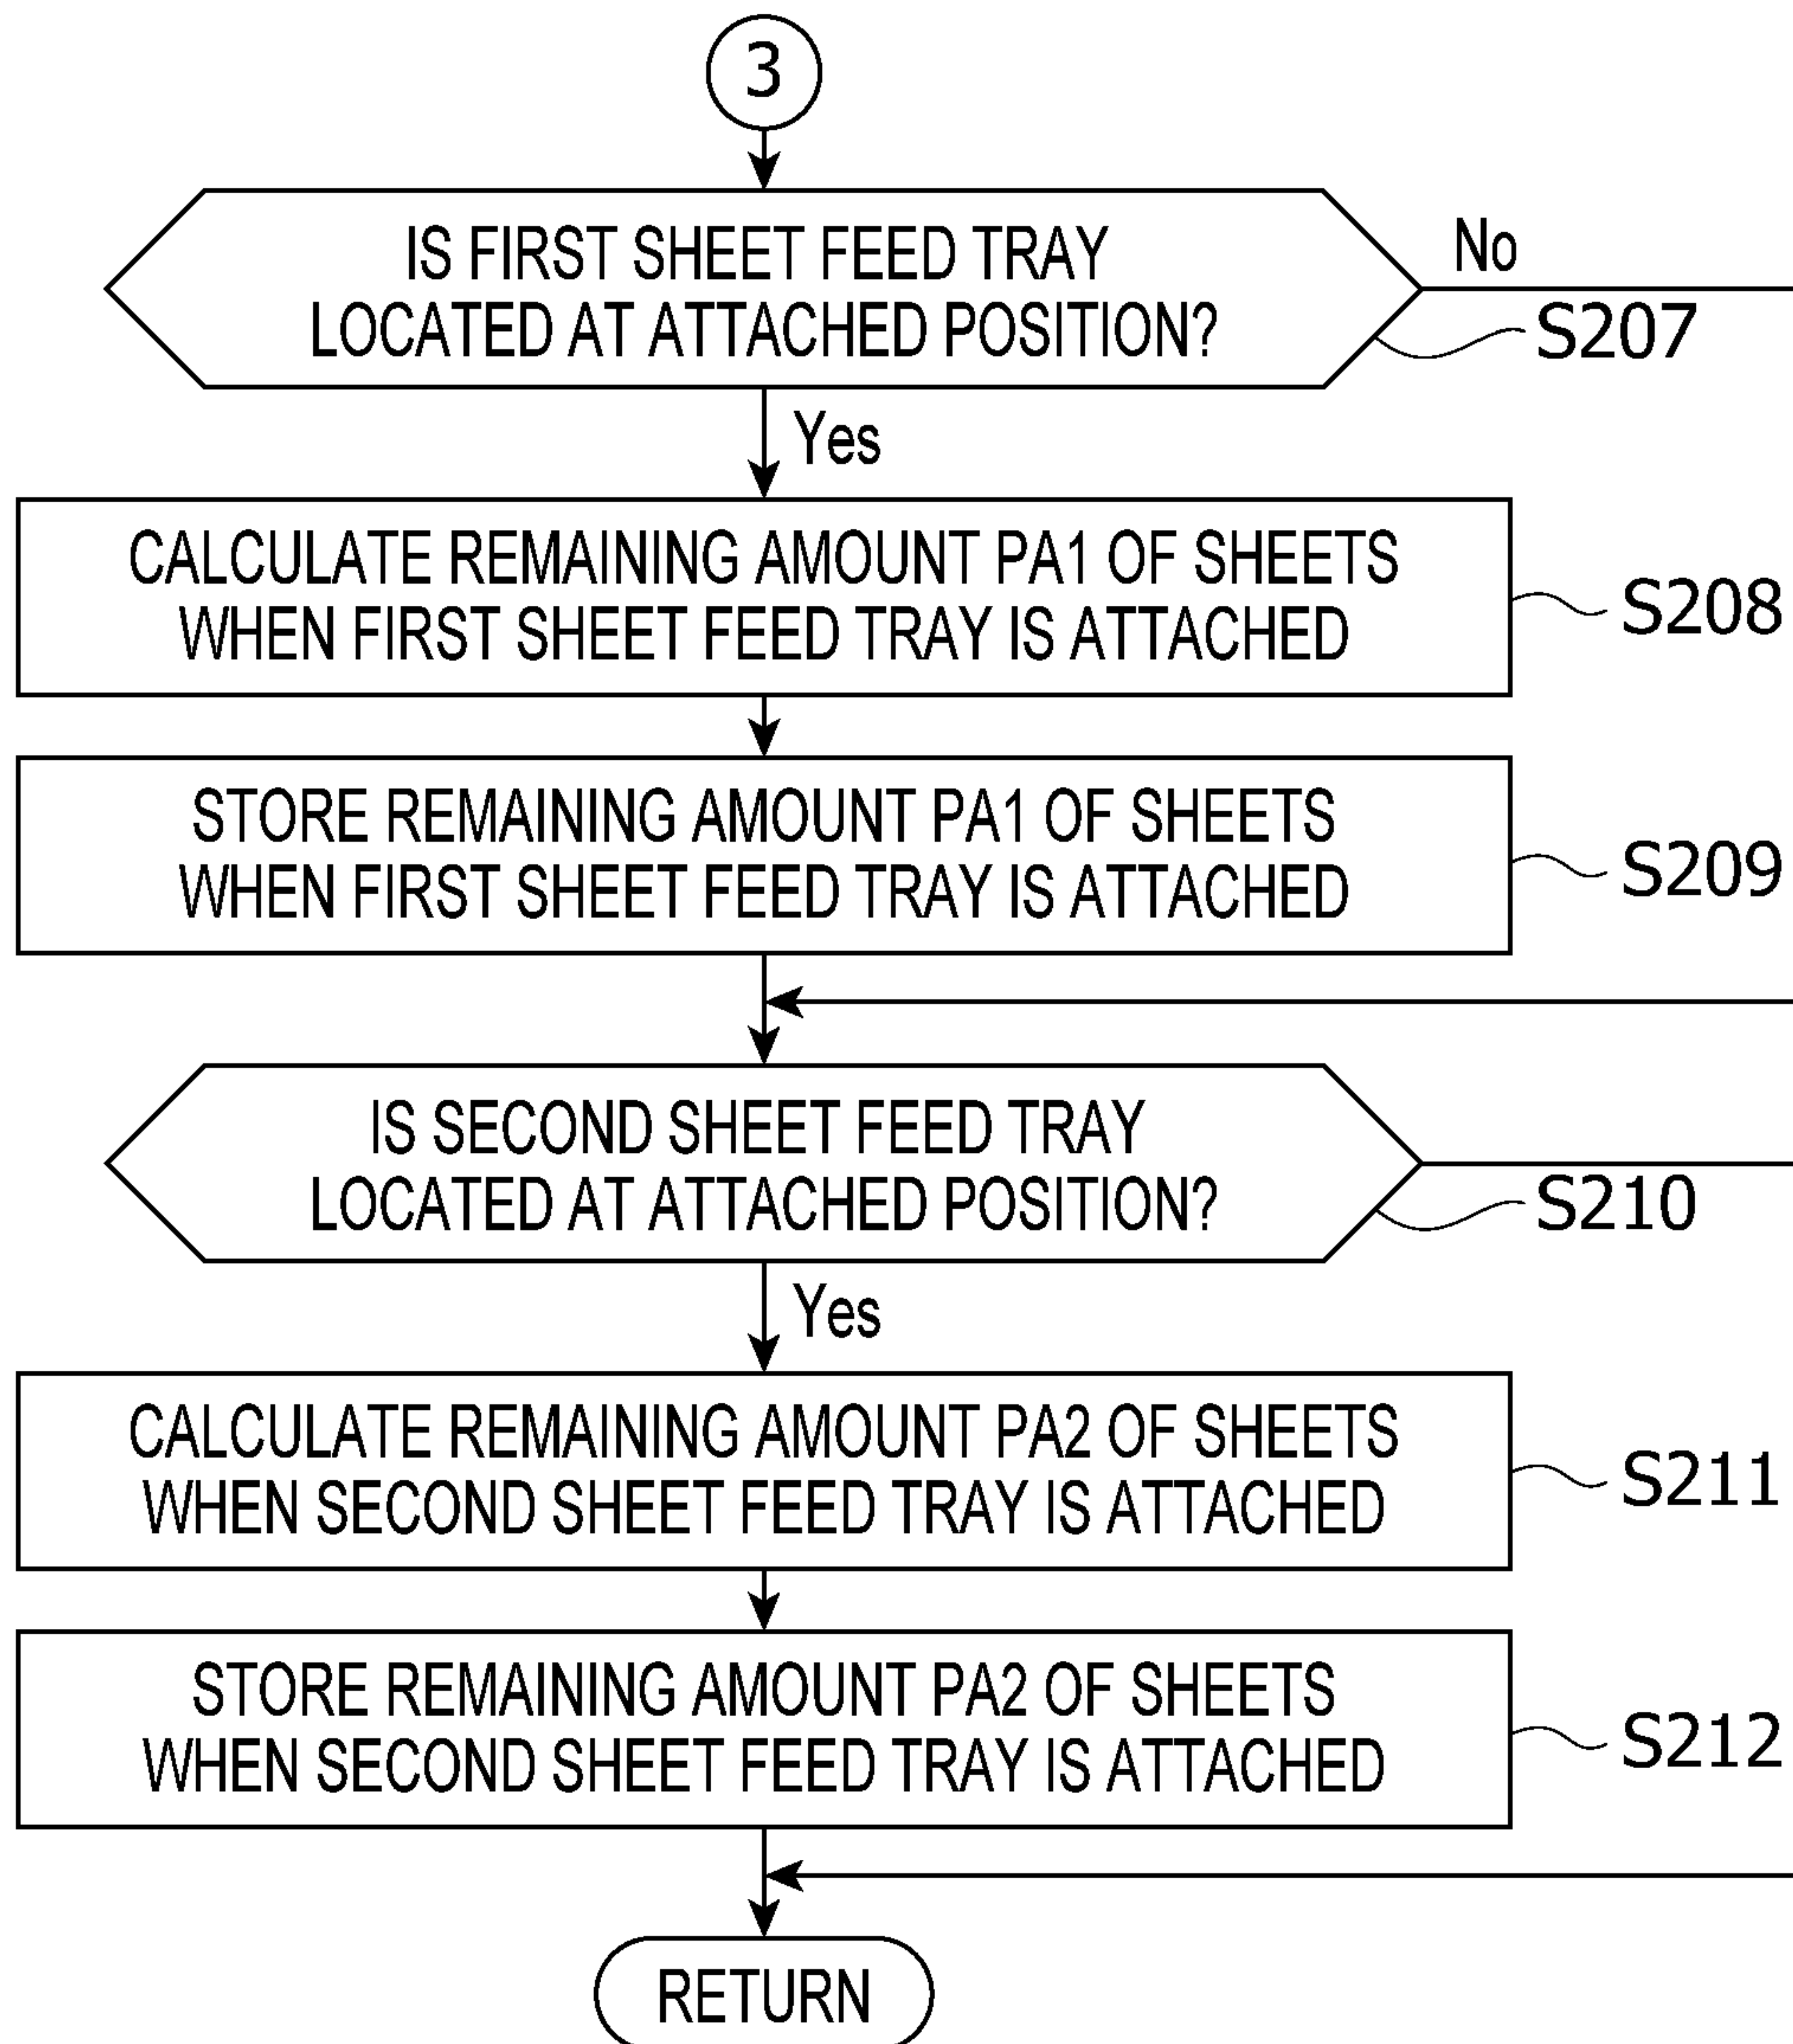 3
IS FIRST SHEET FEED TRAY
LOCATED AT ATTACHED POSITION?
No
S207
Yes
CALCULATE REMAINING AMOUNT PA1 OF SHEETS
WHEN FIRST SHEET FEED TRAY IS ATTACHED
S208
STORE REMAINING AMOUNT PA1 OF SHEETS
WHEN FIRST SHEET FEED TRAY IS ATTACHED
S209
IS SECOND SHEET FEED TRAY
LOCATED AT ATTACHED POSITION?
S210
Yes
CALCULATE REMAINING AMOUNT PA2 OF SHEETS
WHEN SECOND SHEET FEED TRAY IS ATTACHED
S211
STORE REMAINING AMOUNT PA2 OF SHEETS
WHEN SECOND SHEET FEED TRAY IS ATTACHED
S212
RETURN